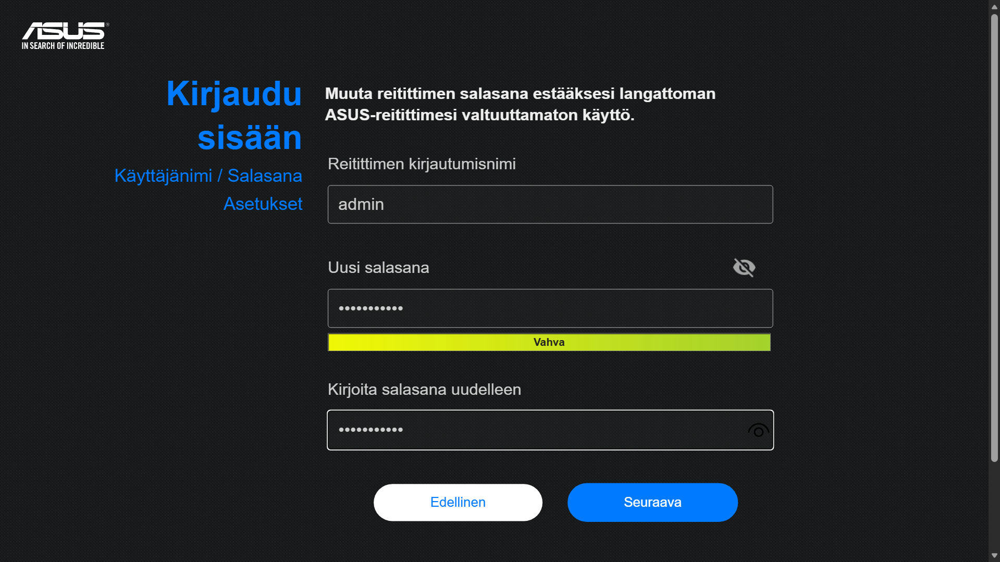 ASUS®
IN SEARCH OF INCREDIBLE
Kirjaudu
sisään
Käyttäjänimi / Salasana
Asetukset
Muuta reitittimen salasana estääksesi langattoman
ASUS-reitittimesi valtuuttamaton käyttö.
Reitittimen kirjautumisnimi
admin
Uusi salasana
•••••••••••
Vahva
Kirjoita salasana uudelleen
•••••••••••
Edellinen
Seuraava